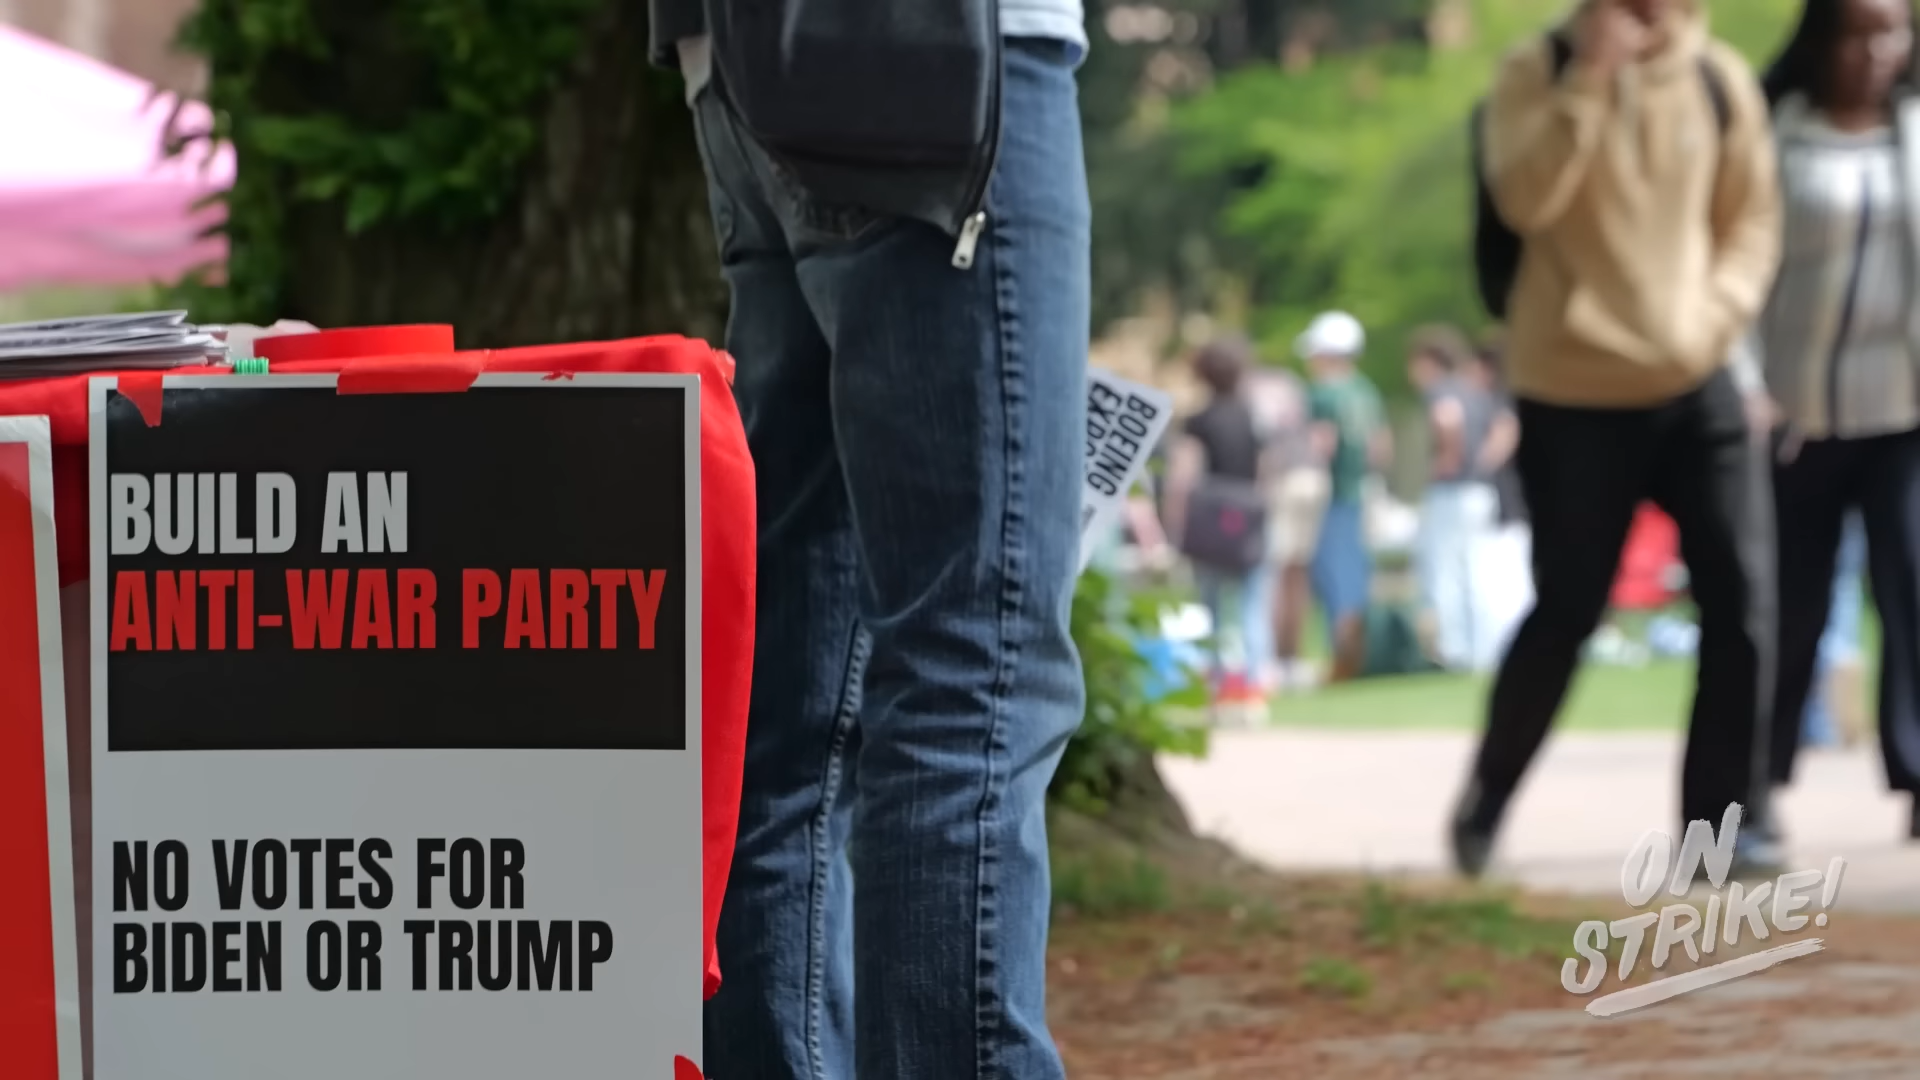 BUILD AN
ANTI-WAR PARTY
NO VOTES FOR
BIDEN OR TRUMP
BOEING
ON
STRIKE!